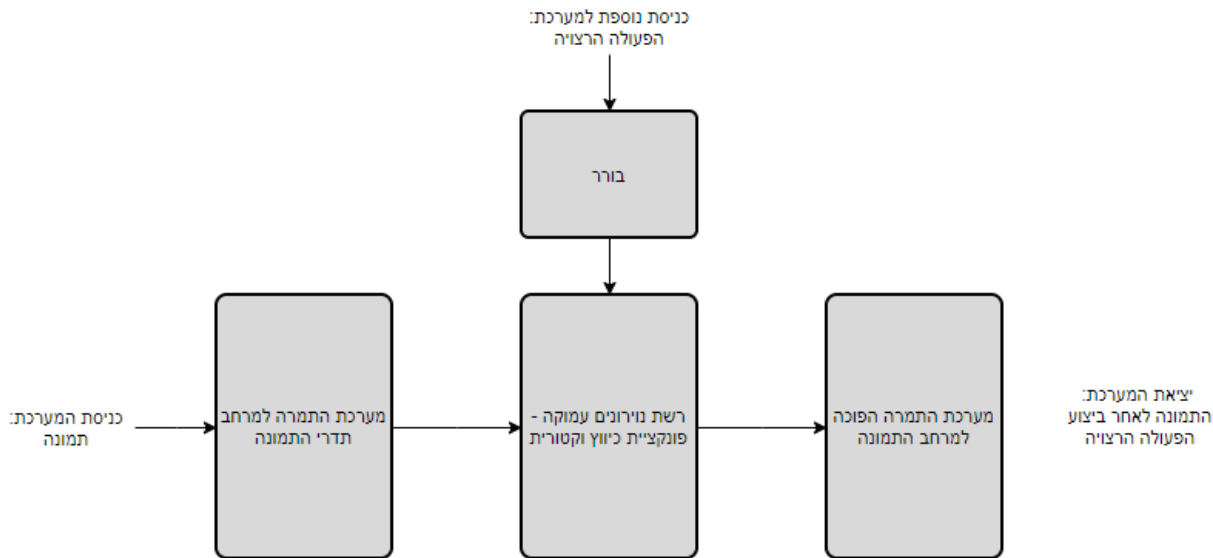 כניסת נוספת למערכת:
הפעולה הרצויה
בורר
כניסת המערכת:
תמונה
מערכת התמרה למרחב
תדרי התמונה
רשת נוירונים עמוקה -
פונקציית כיווץ וקטורית
מערכת התמרה הפוכה
למרחב התמונה
יציאת המערכת:
התמונה לאחר ביצוע
הפעולה הרצויה